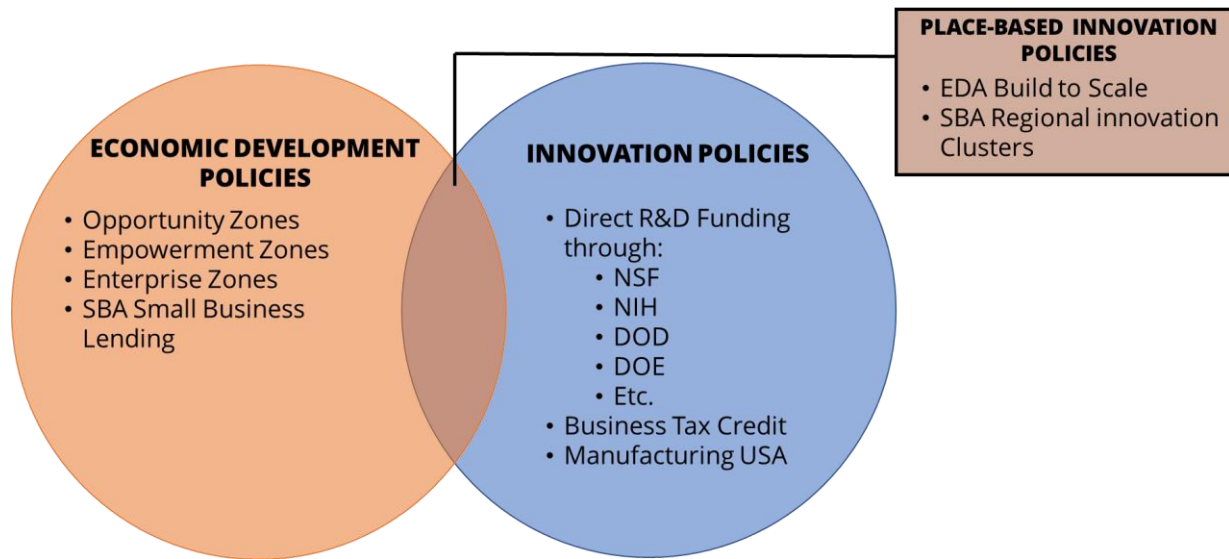 PLACE-BASED INNOVATION
POLICIES
• EDA Build to Scale
• SBA Regional innovation
Clusters
ECONOMIC DEVELOPMENT
POLICIES
• Opportunity Zones
• Empowerment Zones
• Enterprise Zones
• SBA Small Business
Lending
INNOVATION POLICIES
• Direct R&D Funding
through:
• NSF
• NIH
• DOD
• DOE
• Etc.
• Business Tax Credit
• Manufacturing USA